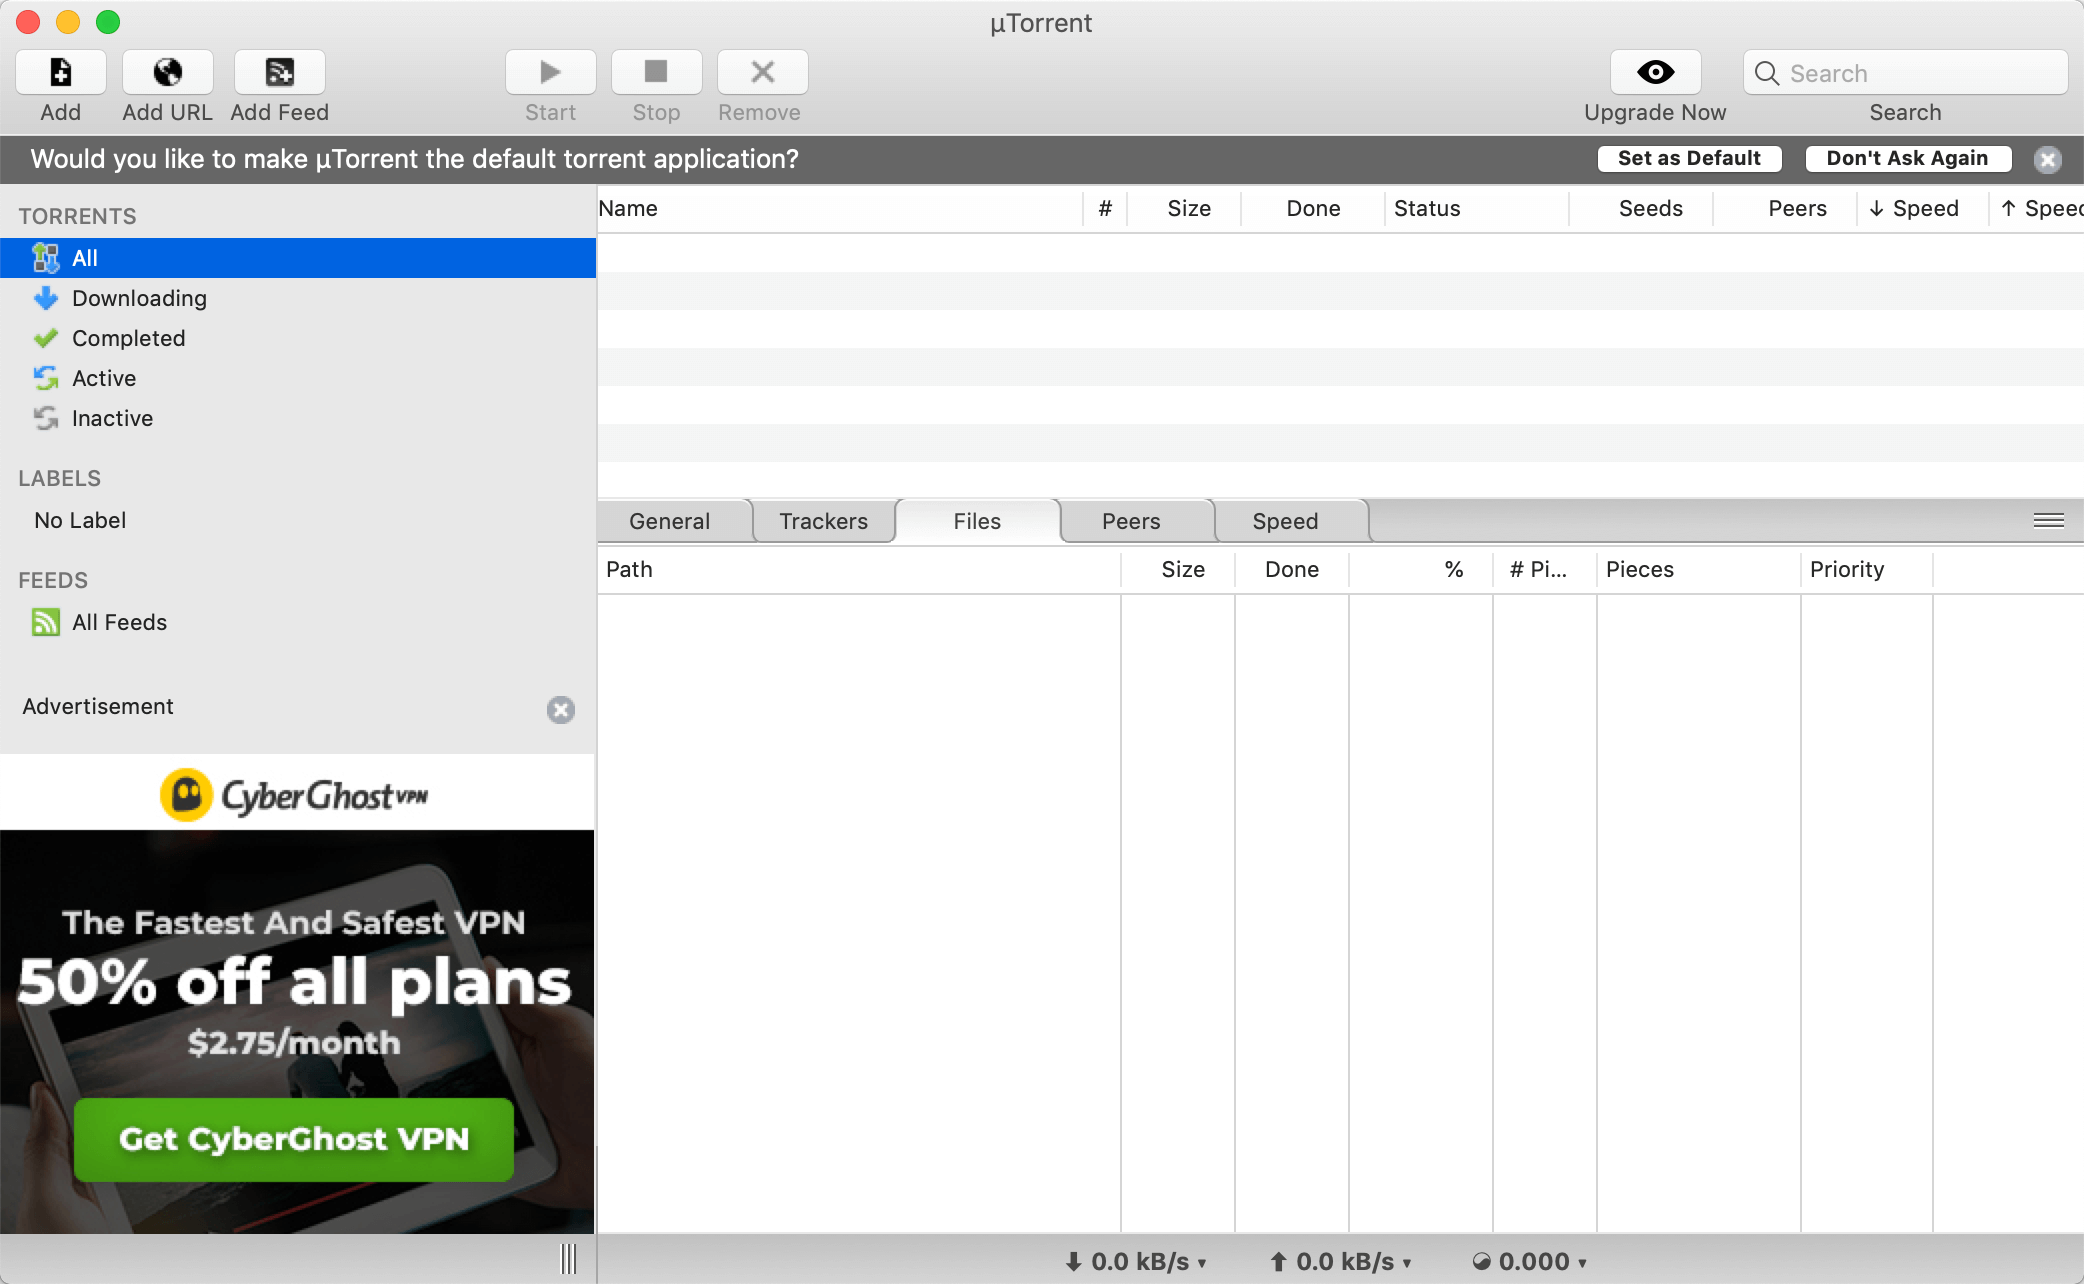 µTorrent
Add Add URL Add Feed Start Stop Remove Upgrade Now Search
Search
Would you like to make µTorrent the default torrent application? Set as Default Don't Ask Again
TORRENTS
All
Downloading
Completed
Active
Inactive
LABELS
No Label
FEEDS
All Feeds
Advertisement
CyberGhost VPN
The Fastest And Safest VPN
50% off all plans
$2.75/month
Get CyberGhost VPN
Name # Size Done Status Seeds Peers ↓ Speed ↑ Speed
General Trackers Files Peers Speed
Path Size Done % # Pi... Pieces Priority
0.0 kB/s 0.0 kB/s 0.000